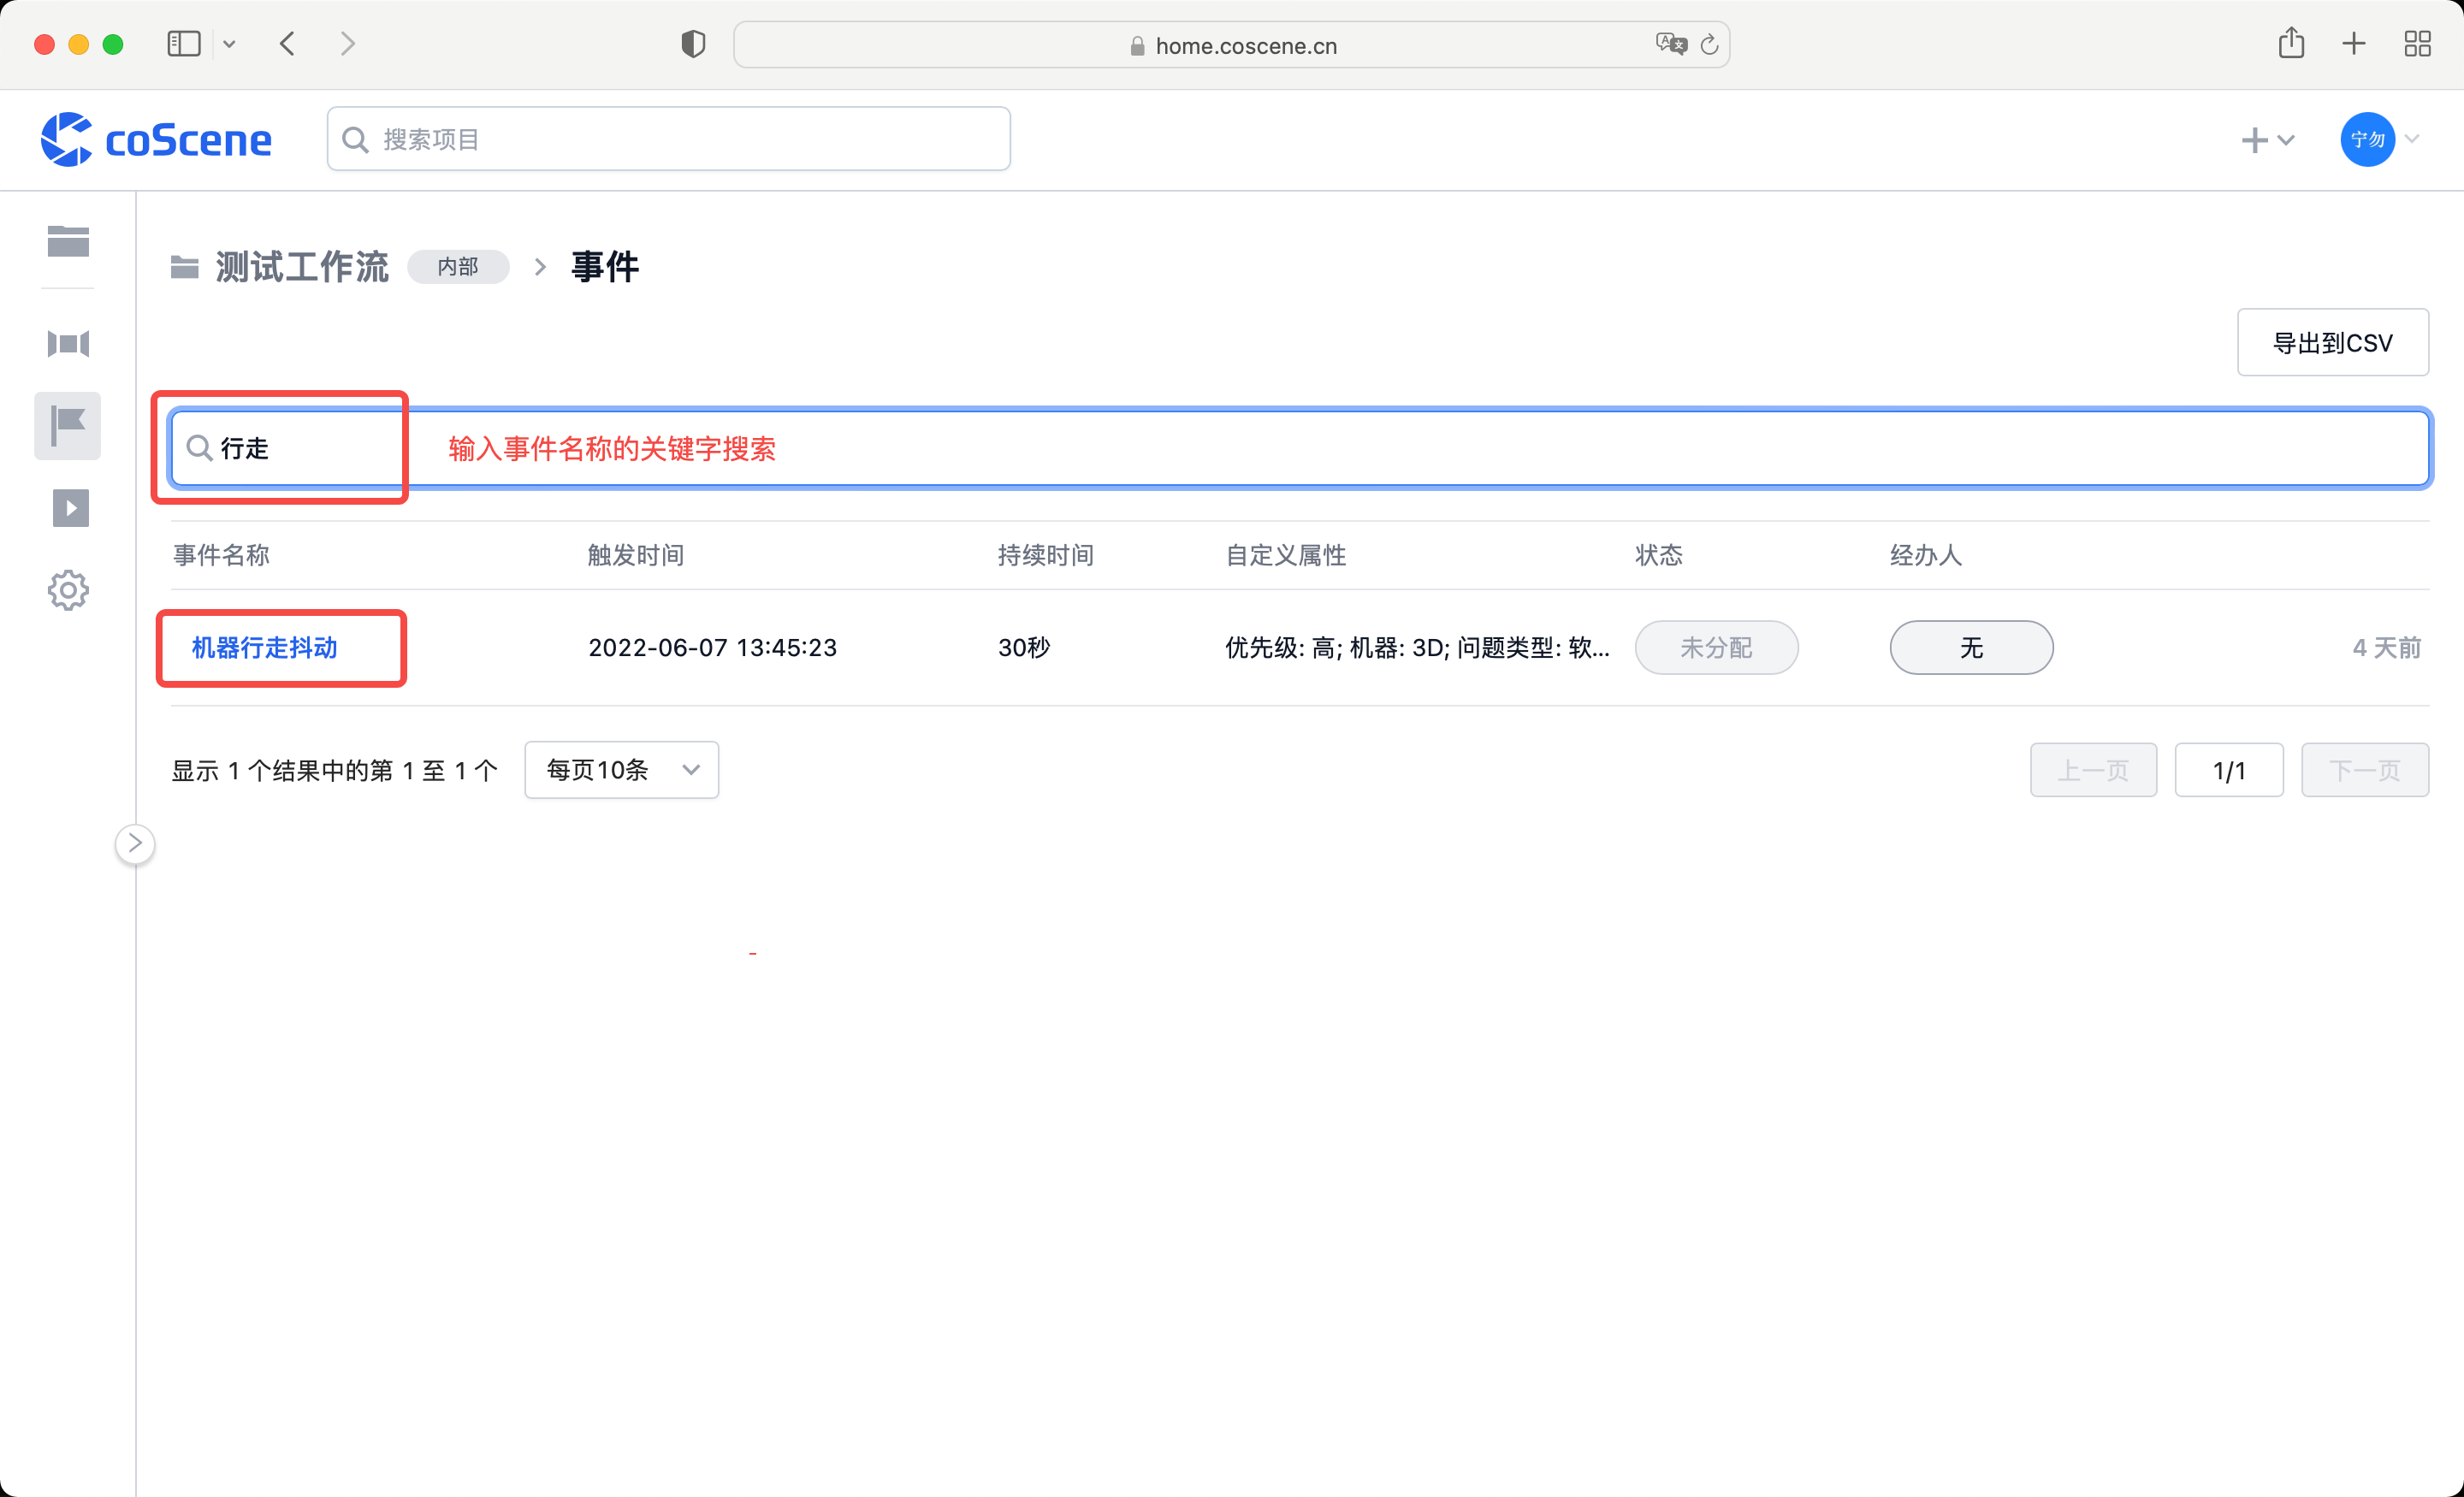 home.coscene.cn
coScene
搜索项目
宁勿
测试工作流 内部 > 事件
导出到CSV
行走
输入事件名称的关键字搜索
事件名称 触发时间 持续时间 自定义属性 状态 经办人
机器行走抖动 2022-06-07 13:45:23 30秒 优先级: 高; 机器: 3D; 问题类型: 软... 未分配 无 4 天前
显示 1 个结果中的第 1 至 1 个 每页10条 上一页 1/1 下一页